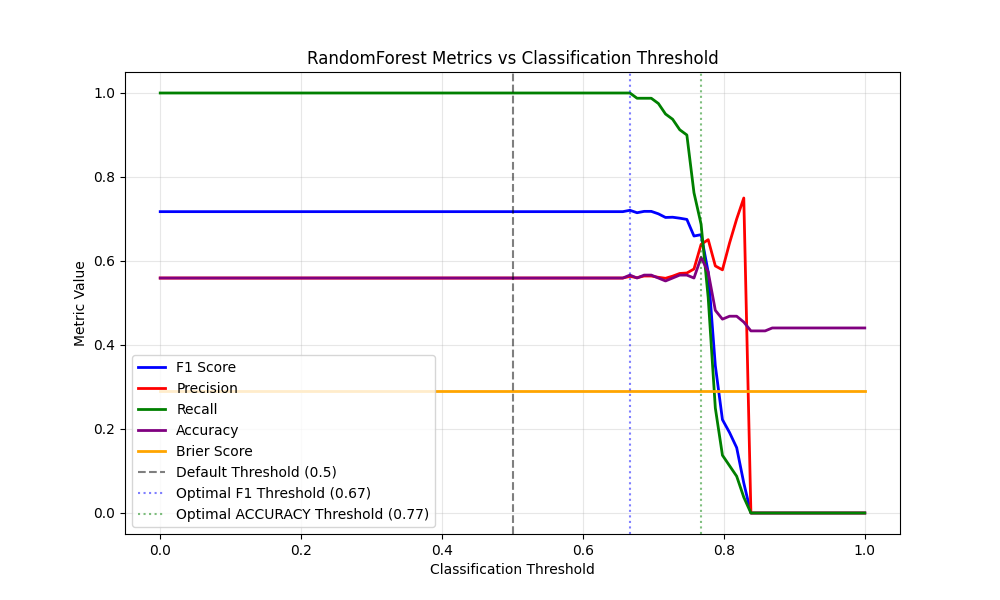 RandomForest Metrics vs Classification Threshold
Metric Value
1.0
0.8
0.6
0.4
0.2
0.0
F1 Score
Precision
Recall
Accuracy
Brier Score
Default Threshold (0.5)
Optimal F1 Threshold (0.67)
Optimal ACCURACY Threshold (0.77)
0.0 0.2 0.4 0.6 0.8 1.0
Classification Threshold